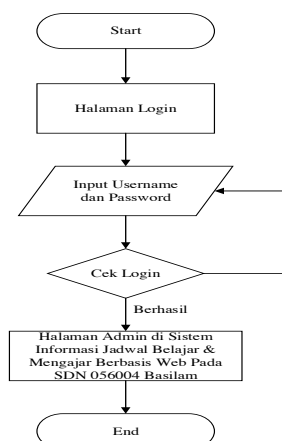 Start
Halaman Login
Input Username
dan Password
Cek Login
Berhasil
Halaman Admin di Sistem
Informasi Jadwal Belajar &
Mengajar Berbasis Web Pada
SDN 056004 Basilam
End